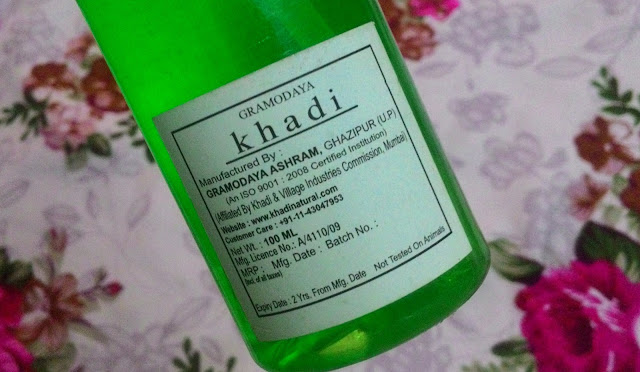 GRAMODAYA
khadi
Manufactured By :
GRAMODAYA ASHRAM, GHAZIPUR (U.P)
(An ISO 9001 : 2008 Certified Institution)
(Affiliated By Khadi & Village Industries Commission, Mumbai)
Website : www.khadinatural.com
Customer Care : +91-11-43047953
Net Wt. : 100 ML
Mfg. Licence No.: A/4110/09
MRP : Mfg. Date : Batch No. :
(Incl. of all taxes)
Expiry Date : 2 Yrs. From Mfg. Date Not Tested On Animals